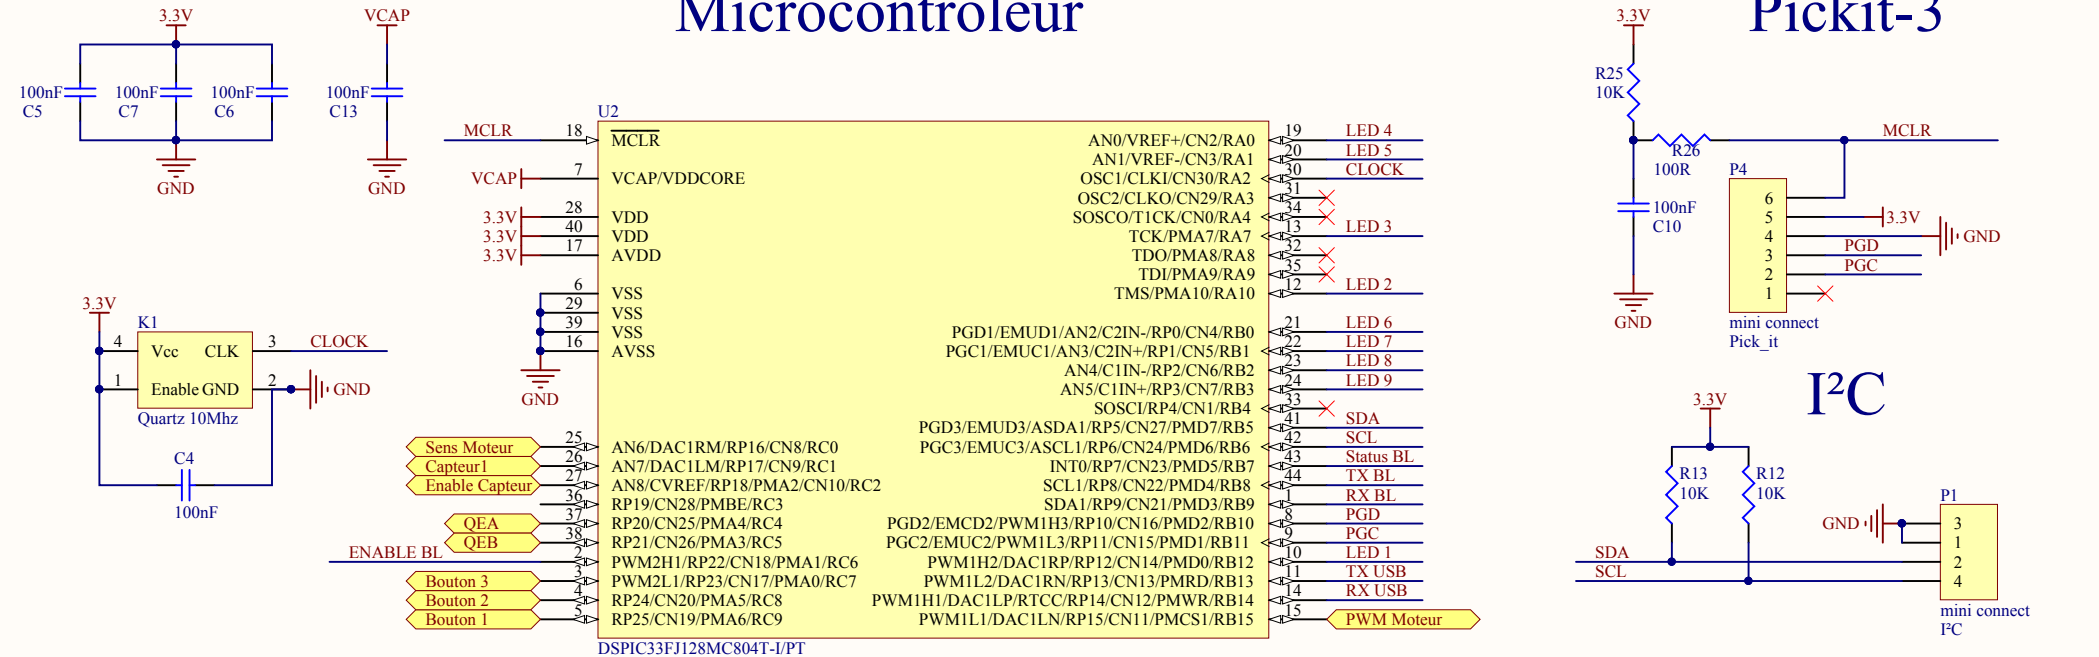 Microcontroleur
Pickit-3
3.3V
VCAP
3.3V
100nF
C5
100nF
C7
100nF
C6
100nF
C13
GND
GND
R25
10K
R26
100R
MCLR
100nF
C10
GND
P4
6
5
4
3
2
1
3.3V
GND
PGD
PGC
mini connect
Pick_it
U2
MCLR 18 MCLR
VCAP 7 VCAP/VDDCORE
3.3V 28 VDD
3.3V 40 VDD
3.3V 17 AVDD
6 VSS
29 VSS
39 VSS
16 AVSS
GND
Sens Moteur 25 AN6/DAC1RM/RP16/CN8/RC0
Capteur1 26 AN7/DAC1LM/RP17/CN9/RC1
Enable Capteur 27 AN8/CVREF/RP18/PMA2/CN10/RC2
36 RP19/CN28/PMBE/RC3
QEA 37 RP20/CN25/PMA4/RC4
QEB 38 RP21/CN26/PMA3/RC5
ENABLE BL 2 PWM2H1/RP22/CN18/PMA1/RC6
Bouton 3 3 PWM2L1/RP23/CN17/PMA0/RC7
Bouton 2 4 RP24/CN20/PMA5/RC8
Bouton 1 5 RP25/CN19/PMA6/RC9
AN0/VREF+/CN2/RA0 19 LED 4
AN1/VREF-/CN3/RA1 20 LED 5
OSC1/CLKI/CN30/RA2 30 CLOCK
OSC2/CLKO/CN29/RA3 31
SOSCO/T1CK/CN0/RA4 34
TCK/PMA7/RA7 13 LED 3
TDO/PMA8/RA8 32
TDI/PMA9/RA9 35
TMS/PMA10/RA10 12 LED 2
PGD1/EMUD1/AN2/C2IN-/RP0/CN4/RB0 21 LED 6
PGC1/EMUC1/AN3/C2IN+/RP1/CN5/RB1 22 LED 7
AN4/C1IN-/RP2/CN6/RB2 23 LED 8
AN5/C1IN+/RP3/CN7/RB3 24 LED 9
SOSCI/RP4/CN1/RB4 33
PGD3/EMUD3/ASDA1/RP5/CN27/PMD7/RB5 41 SDA
PGC3/EMUC3/ASCL1/RP6/CN24/PMD6/RB6 42 SCL
INT0/RP7/CN23/PMD5/RB7 43 Status BL
SCL1/RP8/CN22/PMD4/RB8 44 TX BL
SDA1/RP9/CN21/PMD3/RB9 1 RX BL
PGD2/EMCD2/PWM1H3/RP10/CN16/PMD2/RB10 8 PGD
PGC2/EMUC2/PWM1L3/RP11/CN15/PMD1/RB11 9 PGC
PWM1H2/DAC1RP/RP12/CN14/PMD0/RB12 10 LED 1
PWM1L2/DAC1RN/RP13/CN13/PMRD/RB13 11 TX USB
PWM1H1/DAC1LP/RTCC/RP14/CN12/PMWR/RB14 14 RX USB
PWM1L1/DAC1LN/RP15/CN11/PMCS1/RB15 15 PWM Moteur
DSPIC33FJ128MC804T-I/PT
3.3V
K1
4 Vcc CLK 3 CLOCK
1 Enable GND 2 GND
Quartz 10Mhz
C4
100nF
I²C
3.3V
R13
10K
R12
10K
SDA
SCL
GND
P1
3
1
2
4
mini connect
I²C